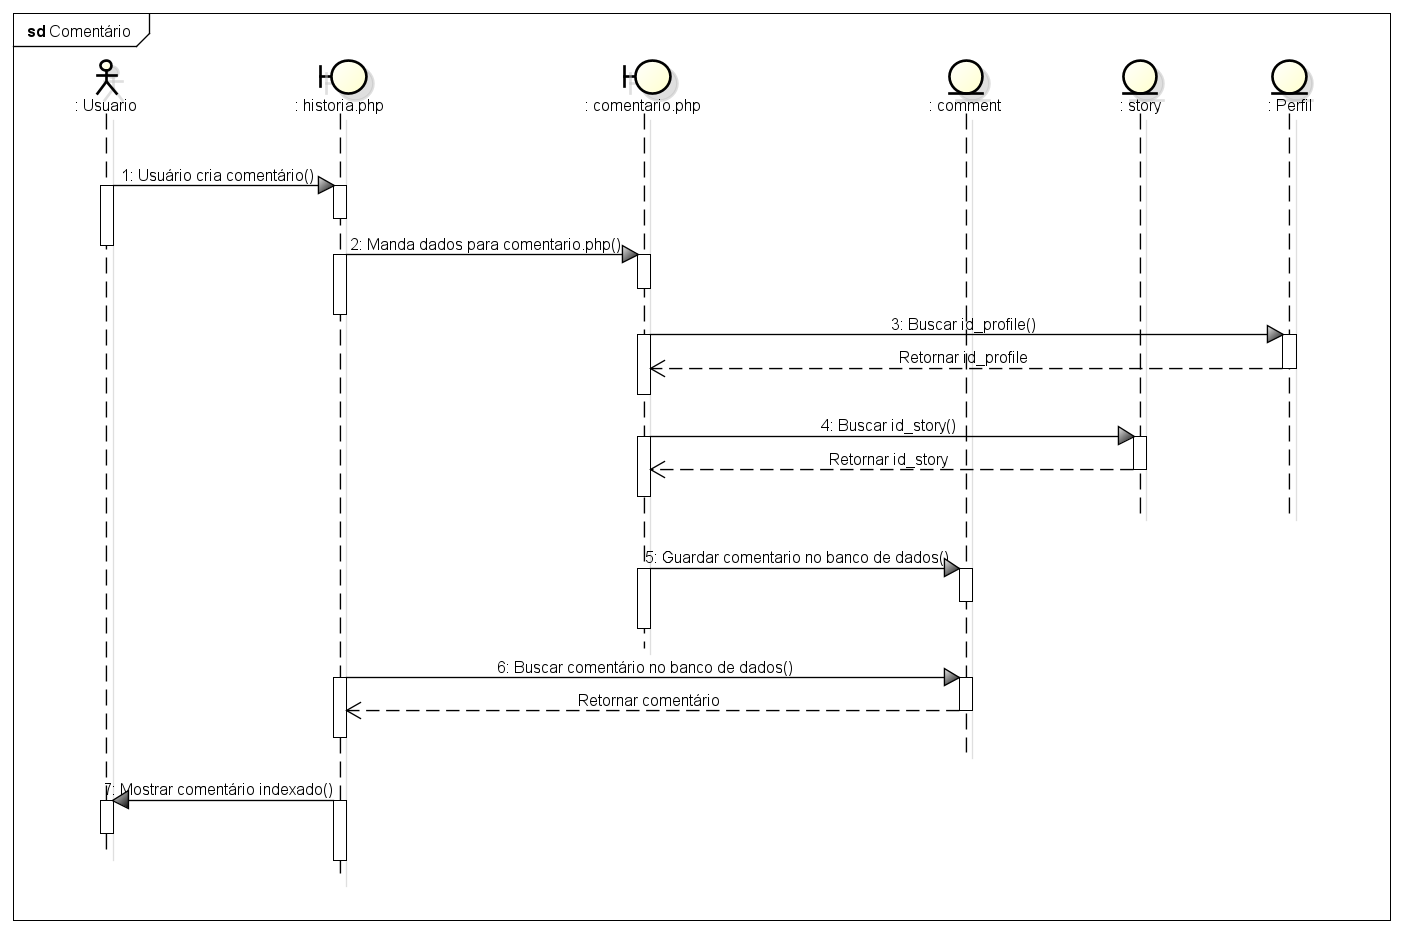 sd Comentário
: Usuario
: historia.php
: comentario.php
: comment
: story
: Perfil
1: Usuário cria comentário()
2: Manda dados para comentario.php()
3: Buscar id_profile()
Retornar id_profile
4: Buscar id_story()
Retornar id_story
5: Guardar comentario no banco de dados()
6: Buscar comentário no banco de dados()
Retornar comentário
7: Mostrar comentário indexado()